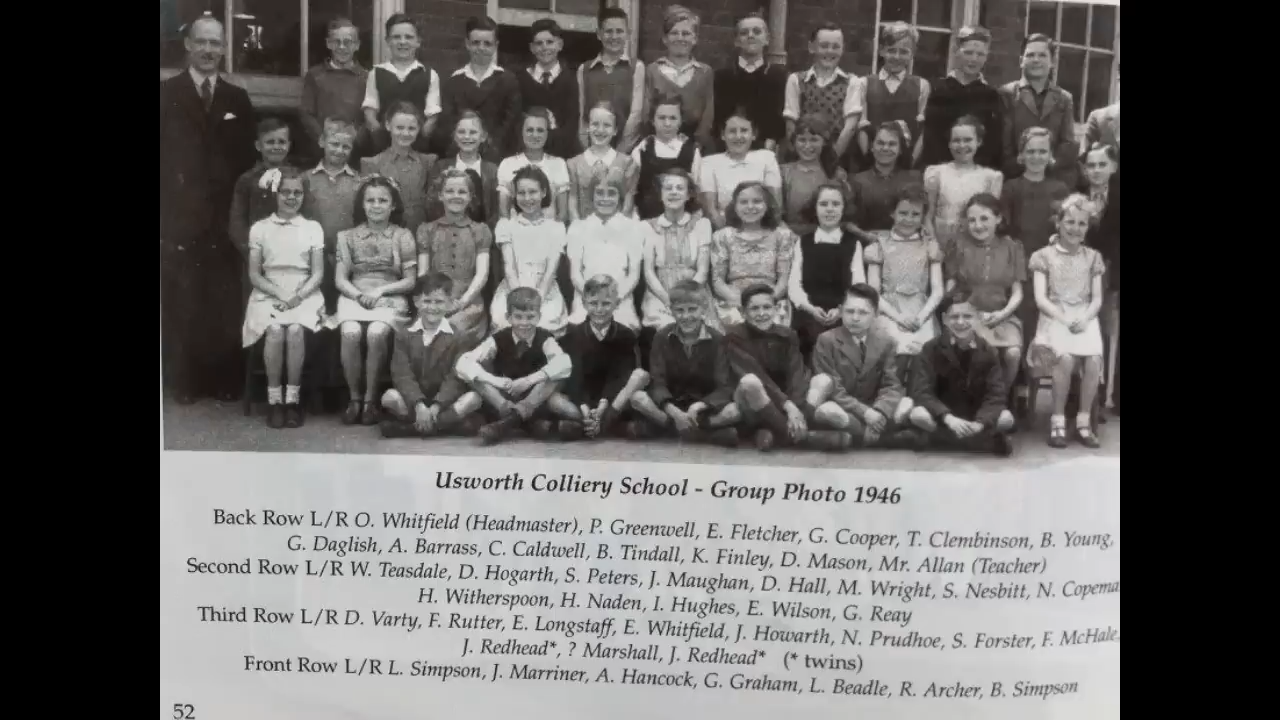 Usworth Colliery School - Group Photo 1946
Back Row L/R O. Whitfield (Headmaster), P. Greenwell, E. Fletcher, G. Cooper, T. Clembinson, B. Young,
G. Daglish, A. Barrass, C. Caldwell, B. Tindall, K. Finley, D. Mason, Mr. Allan (Teacher)
Second Row L/R W. Teasdale, D. Hogarth, S. Peters, J. Maughan, D. Hall, M. Wright, S. Nesbitt, N. Copema
H. Witherspoon, H. Naden, I. Hughes, E. Wilson, G. Reay
Third Row L/R D. Varty, F. Rutter, E. Longstaff, E. Whitfield, J. Howarth, N. Prudhoe, S. Forster, F. McHale,
J. Redhead*, ? Marshall, J. Redhead* (* twins)
Front Row L/R L. Simpson, J. Marriner, A. Hancock, G. Graham, L. Beadle, R. Archer, B. Simpson
52